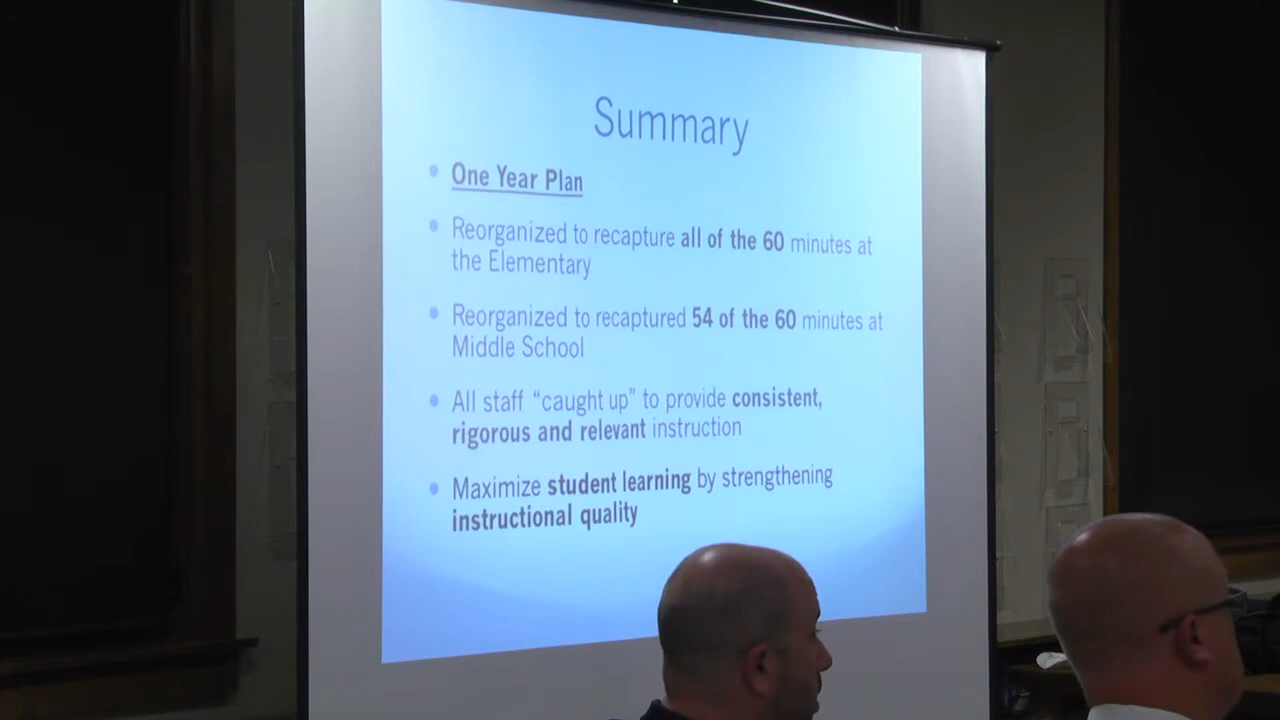 Summary
• One Year Plan
• Reorganized to recapture all of the 60 minutes at
the Elementary
• Reorganized to recaptured 54 of the 60 minutes at
Middle School
• All staff “caught up” to provide consistent,
rigorous and relevant instruction
• Maximize student learning by strengthening
instructional quality